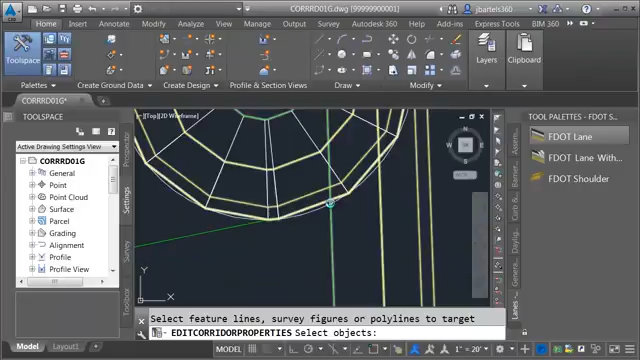 CORRRD01G.dwg [99999900001]
jbartels360
Home Insert Annotate Modify Analyze View Manage Output Survey Autodesk 360 Express Tools BIM 360
Toolspace
Layers Clipboard
Palettes Create Ground Data Create Design Profile & Section Views Draw Modify
CORRRD01G*
TOOLSPACE
Active Drawing Settings View
CORRRD01G
General
Point
Point Cloud
Surface
Parcel
Grading
Alignment
Profile
Profile View
Prospector
Settings
Survey
Toolbox
[-][Top][2D Wireframe]
N
W
S
Y
X
TOOL PALETTES - FDOT
FDOT Lane
FDOT Lane With...
FDOT Shoulder
Select feature lines, survey figures or polylines to target
EDITCORRIDORPROPERTIES Select objects:
Model Layout1
MODEL 1" = 20'